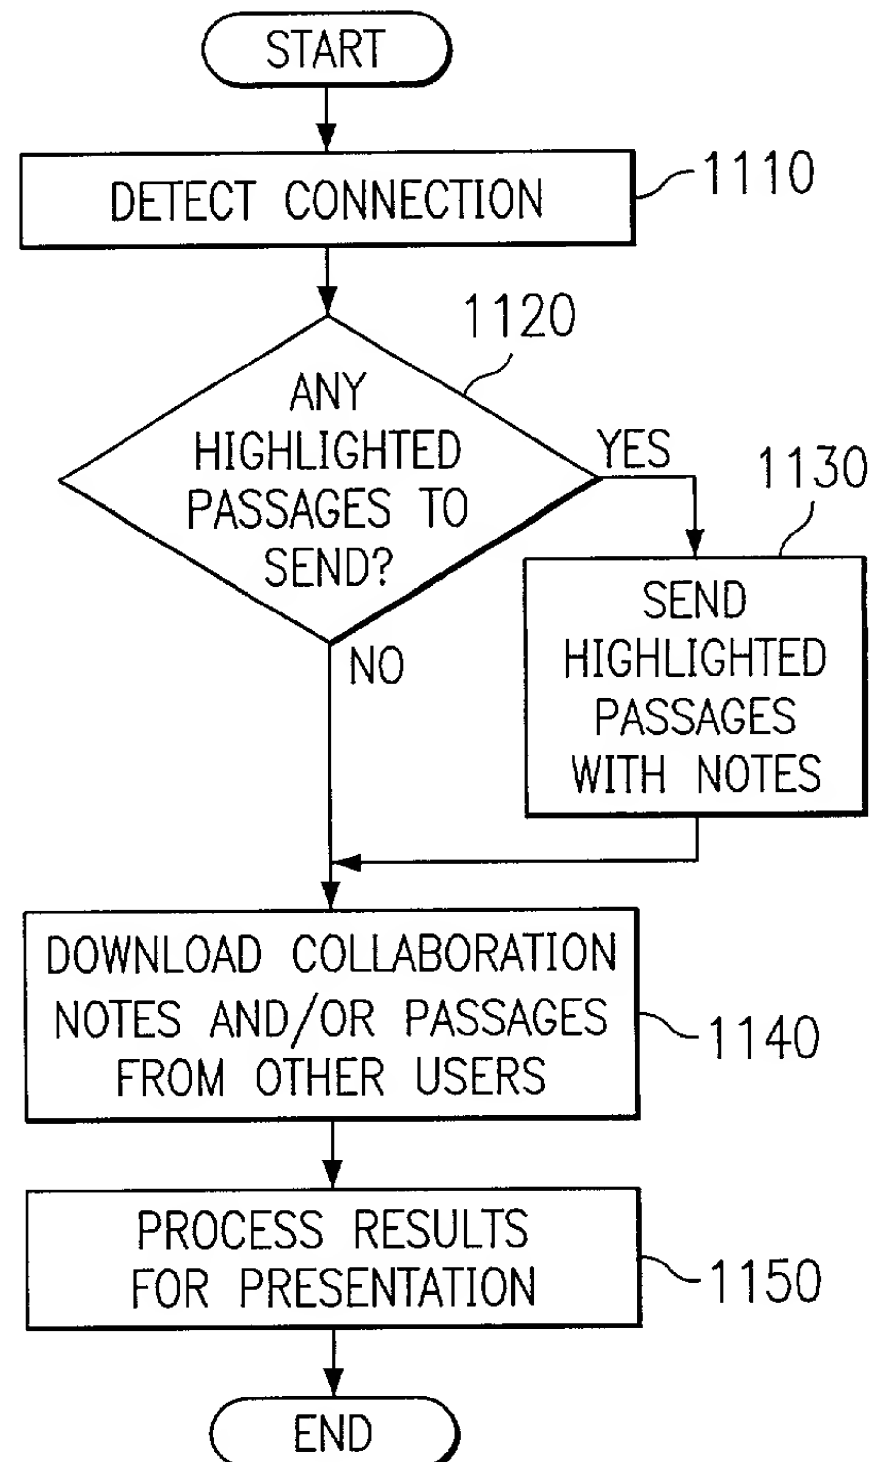 START
DETECT CONNECTION
1110
1120
ANY
HIGHLIGHTED
PASSAGES TO
SEND?
YES
NO
1130
SEND
HIGHLIGHTED
PASSAGES
WITH NOTES
DOWNLOAD COLLABORATION
NOTES AND/OR PASSAGES
FROM OTHER USERS
1140
PROCESS RESULTS
FOR PRESENTATION
1150
END